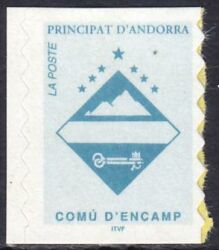 PRINCIPAT D'ANDORRA
LA POSTE
COMÚ D'ENCAMP
ITVF